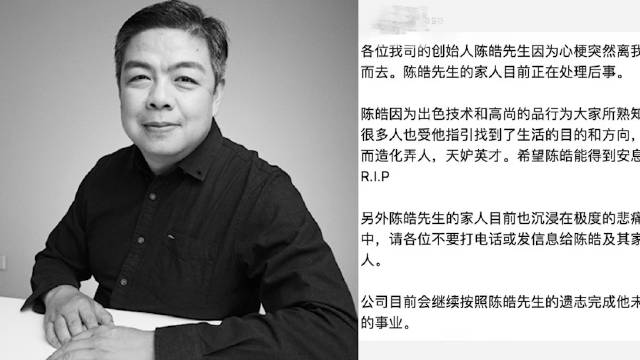 各位我司的创始人陈皓先生因为心梗突然离我
而去。陈皓先生的家人目前正在处理后事。
陈皓因为出色技术和高尚的品行为大家所熟知
很多人也受他指引找到了生活的目的和方向，
而造化弄人，天妒英才。希望陈皓能得到安息
R.I.P
另外陈皓先生的家人目前也沉浸在极度的悲痛
中，请各位不要打电话或发信息给陈皓及其家
人。
公司目前会继续按照陈皓先生的遗志完成他未
的事业。